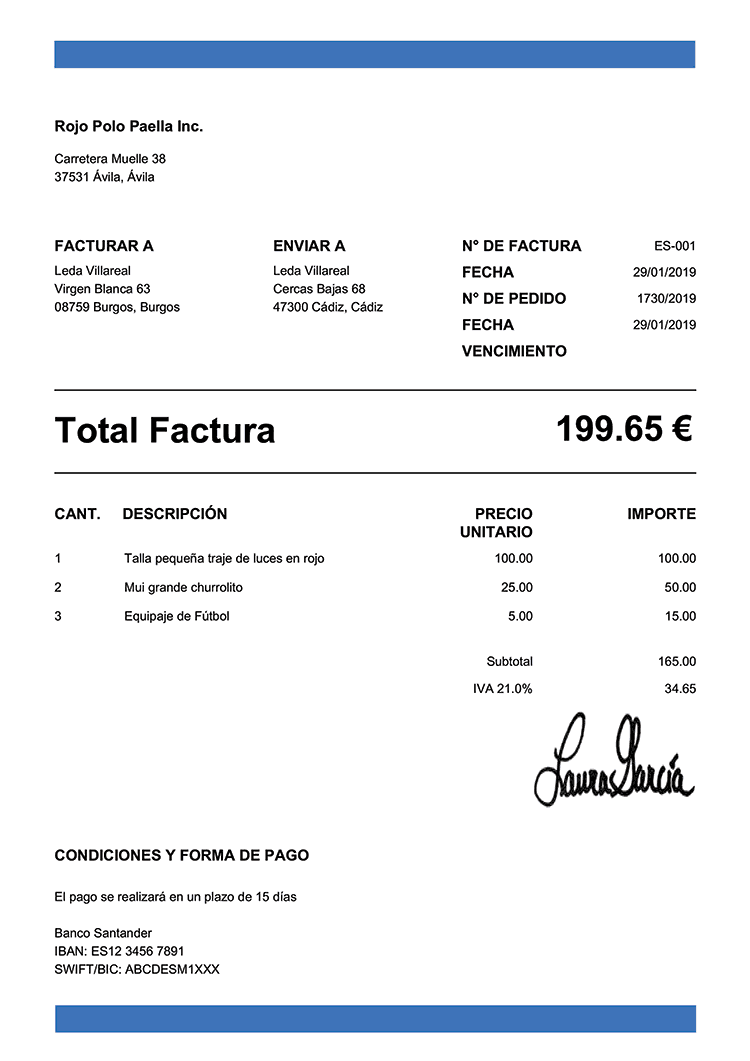 Rojo Polo Paella Inc.
Carretera Muelle 38
37531 Ávila, Ávila
FACTURAR A
Leda Villareal
Virgen Blanca 63
08759 Burgos, Burgos
ENVIAR A
Leda Villareal
Cercas Bajas 68
47300 Cádiz, Cádiz
N° DE FACTURA ES-001
FECHA 29/01/2019
N° DE PEDIDO 1730/2019
FECHA 29/01/2019
VENCIMIENTO
Total Factura 199.65 €
CANT. DESCRIPCIÓN PRECIO UNITARIO IMPORTE
1 Talla pequeña traje de luces en rojo 100.00 100.00
2 Mui grande churrolito 25.00 50.00
3 Equipaje de Fútbol 5.00 15.00
Subtotal 165.00
IVA 21.0% 34.65
Laura García
CONDICIONES Y FORMA DE PAGO
El pago se realizará en un plazo de 15 días
Banco Santander
IBAN: ES12 3456 7891
SWIFT/BIC: ABCDESM1XXX